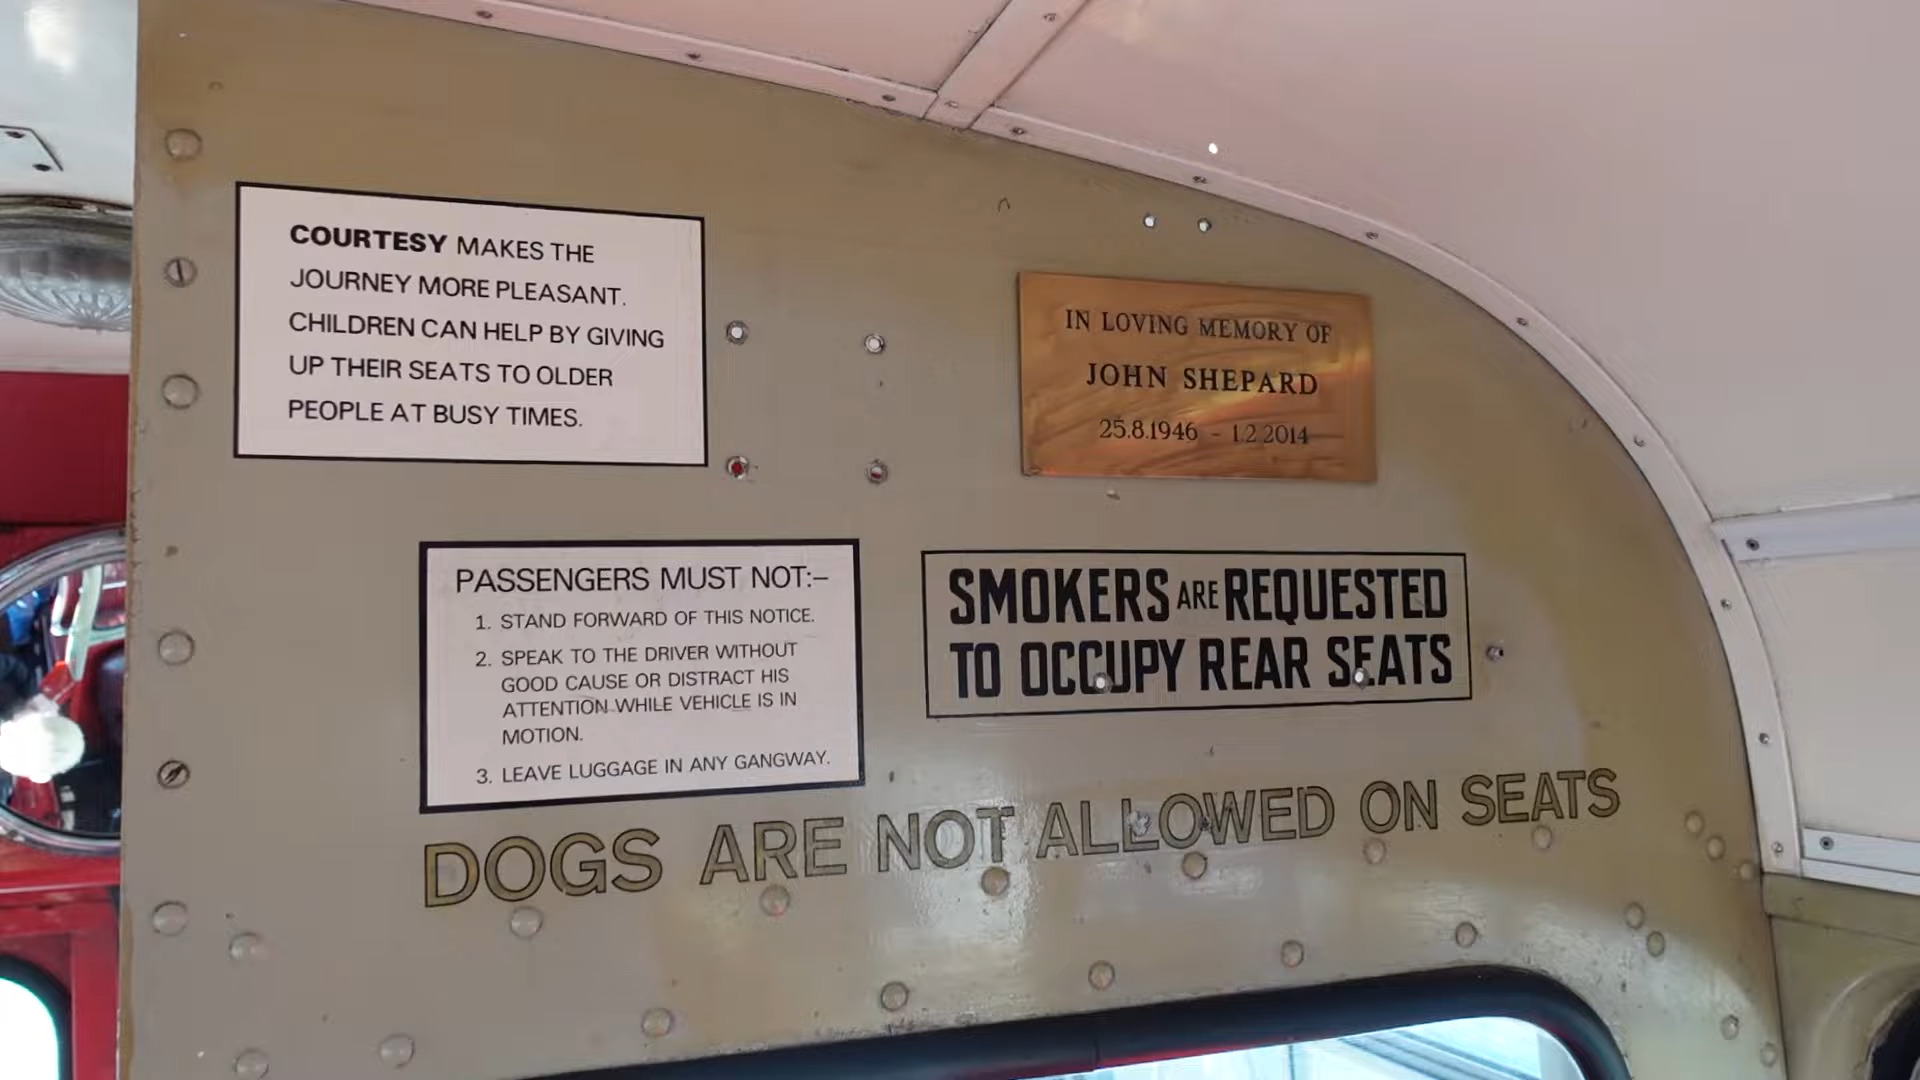 COURTESY MAKES THE
JOURNEY MORE PLEASANT.
CHILDREN CAN HELP BY GIVING
UP THEIR SEATS TO OLDER
PEOPLE AT BUSY TIMES.
IN LOVING MEMORY OF
JOHN SHEPARD
25.8.1946 - 1.2.2014
PASSENGERS MUST NOT:–
1. STAND FORWARD OF THIS NOTICE.
2. SPEAK TO THE DRIVER WITHOUT
GOOD CAUSE OR DISTRACT HIS
ATTENTION WHILE VEHICLE IS IN
MOTION.
3. LEAVE LUGGAGE IN ANY GANGWAY.
SMOKERS ARE REQUESTED
TO OCCUPY REAR SEATS
DOGS ARE NOT ALLOWED ON SEATS